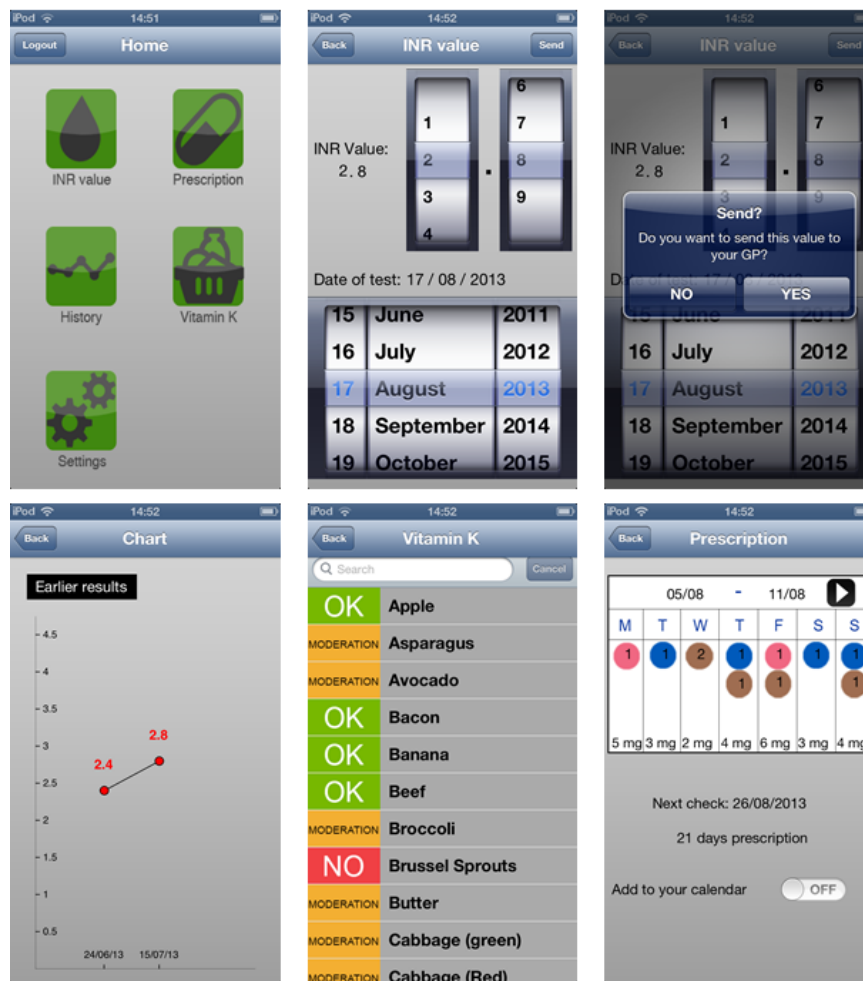 iPod 14:51
Logout Home
INR value Prescription
History Vitamin K
Settings
iPod 14:52
Back INR value Send
6
1 7
INR Value:
2.8
2 . 8
3 9
4
Date of test: 17 / 08 / 2013
15 June 2011
16 July 2012
17 August 2013
18 September 2014
19 October 2015
iPod 14:52
Back INR value Send
6
1 7
INR Value:
2.8
2 . 8
3 9
Send?
Do you want to send this value to
your GP?
NO YES
15 June 2011
16 July 2012
17 August 2013
18 September 2014
19 October 2015
iPod 14:52
Back Chart
Earlier results
4.5
4
3.5
3
2.8
2.4
2.5
2
1.5
1
0.5
24/06/13 15/07/13
iPod 14:52
Back Vitamin K
Search Cancel
OK Apple
MODERATION Asparagus
MODERATION Avocado
OK Bacon
OK Banana
OK Beef
MODERATION Broccoli
NO Brussel Sprouts
MODERATION Butter
MODERATION Cabbage (green)
MODERATION Cabbage (Red)
iPod 14:52
Back Prescription
05/08 - 11/08
M T W T F S S
1 1 2 1 1 1 1
1 1 1
5 mg 3 mg 2 mg 4 mg 6 mg 3 mg 4 mg
Next check: 26/08/2013
21 days prescription
Add to your calendar OFF